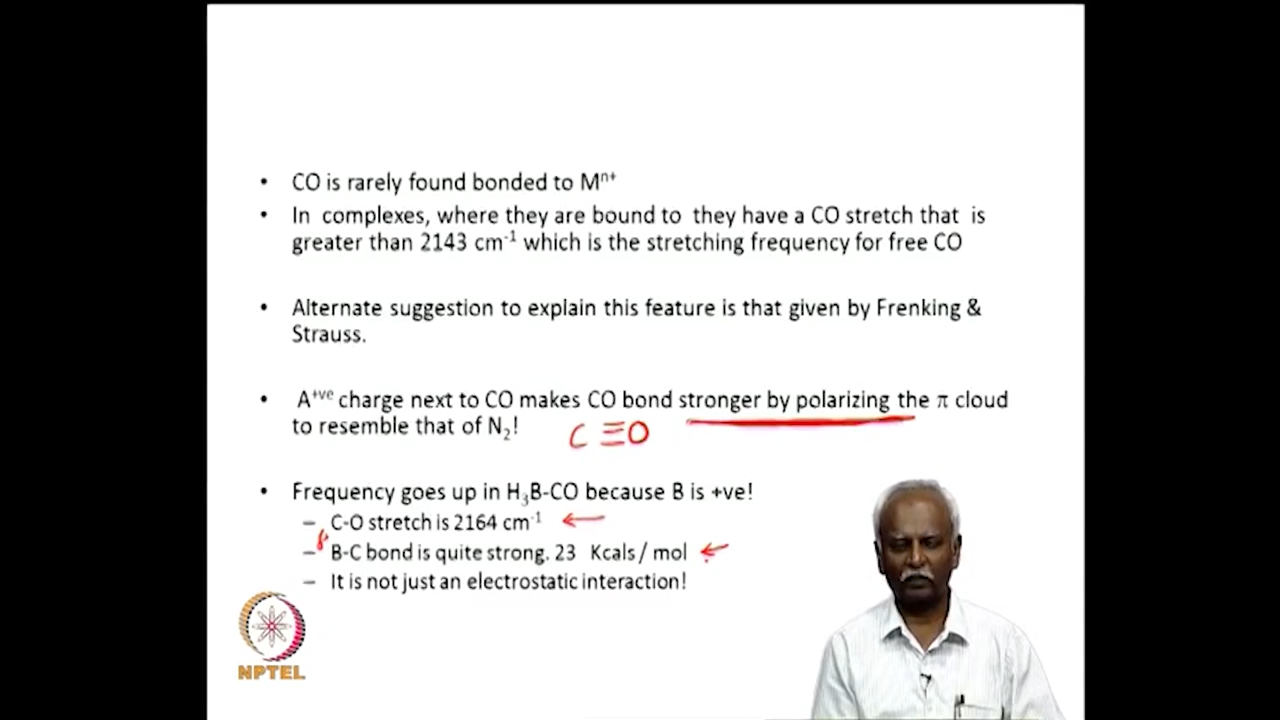 • CO is rarely found bonded to Mⁿ⁺
• In complexes, where they are bound to they have a CO stretch that is
greater than 2143 cm⁻¹ which is the stretching frequency for free CO
• Alternate suggestion to explain this feature is that given by Frenking &
Strauss.
• A⁺ᵛᵉ charge next to CO makes CO bond stronger by polarizing the π cloud
to resemble that of N₂!
C≡O
• Frequency goes up in H₃B-CO because B is +ve!
– C-O stretch is 2164 cm⁻¹
– B-C bond is quite strong. 23 Kcals / mol
– It is not just an electrostatic interaction!
NPTEL